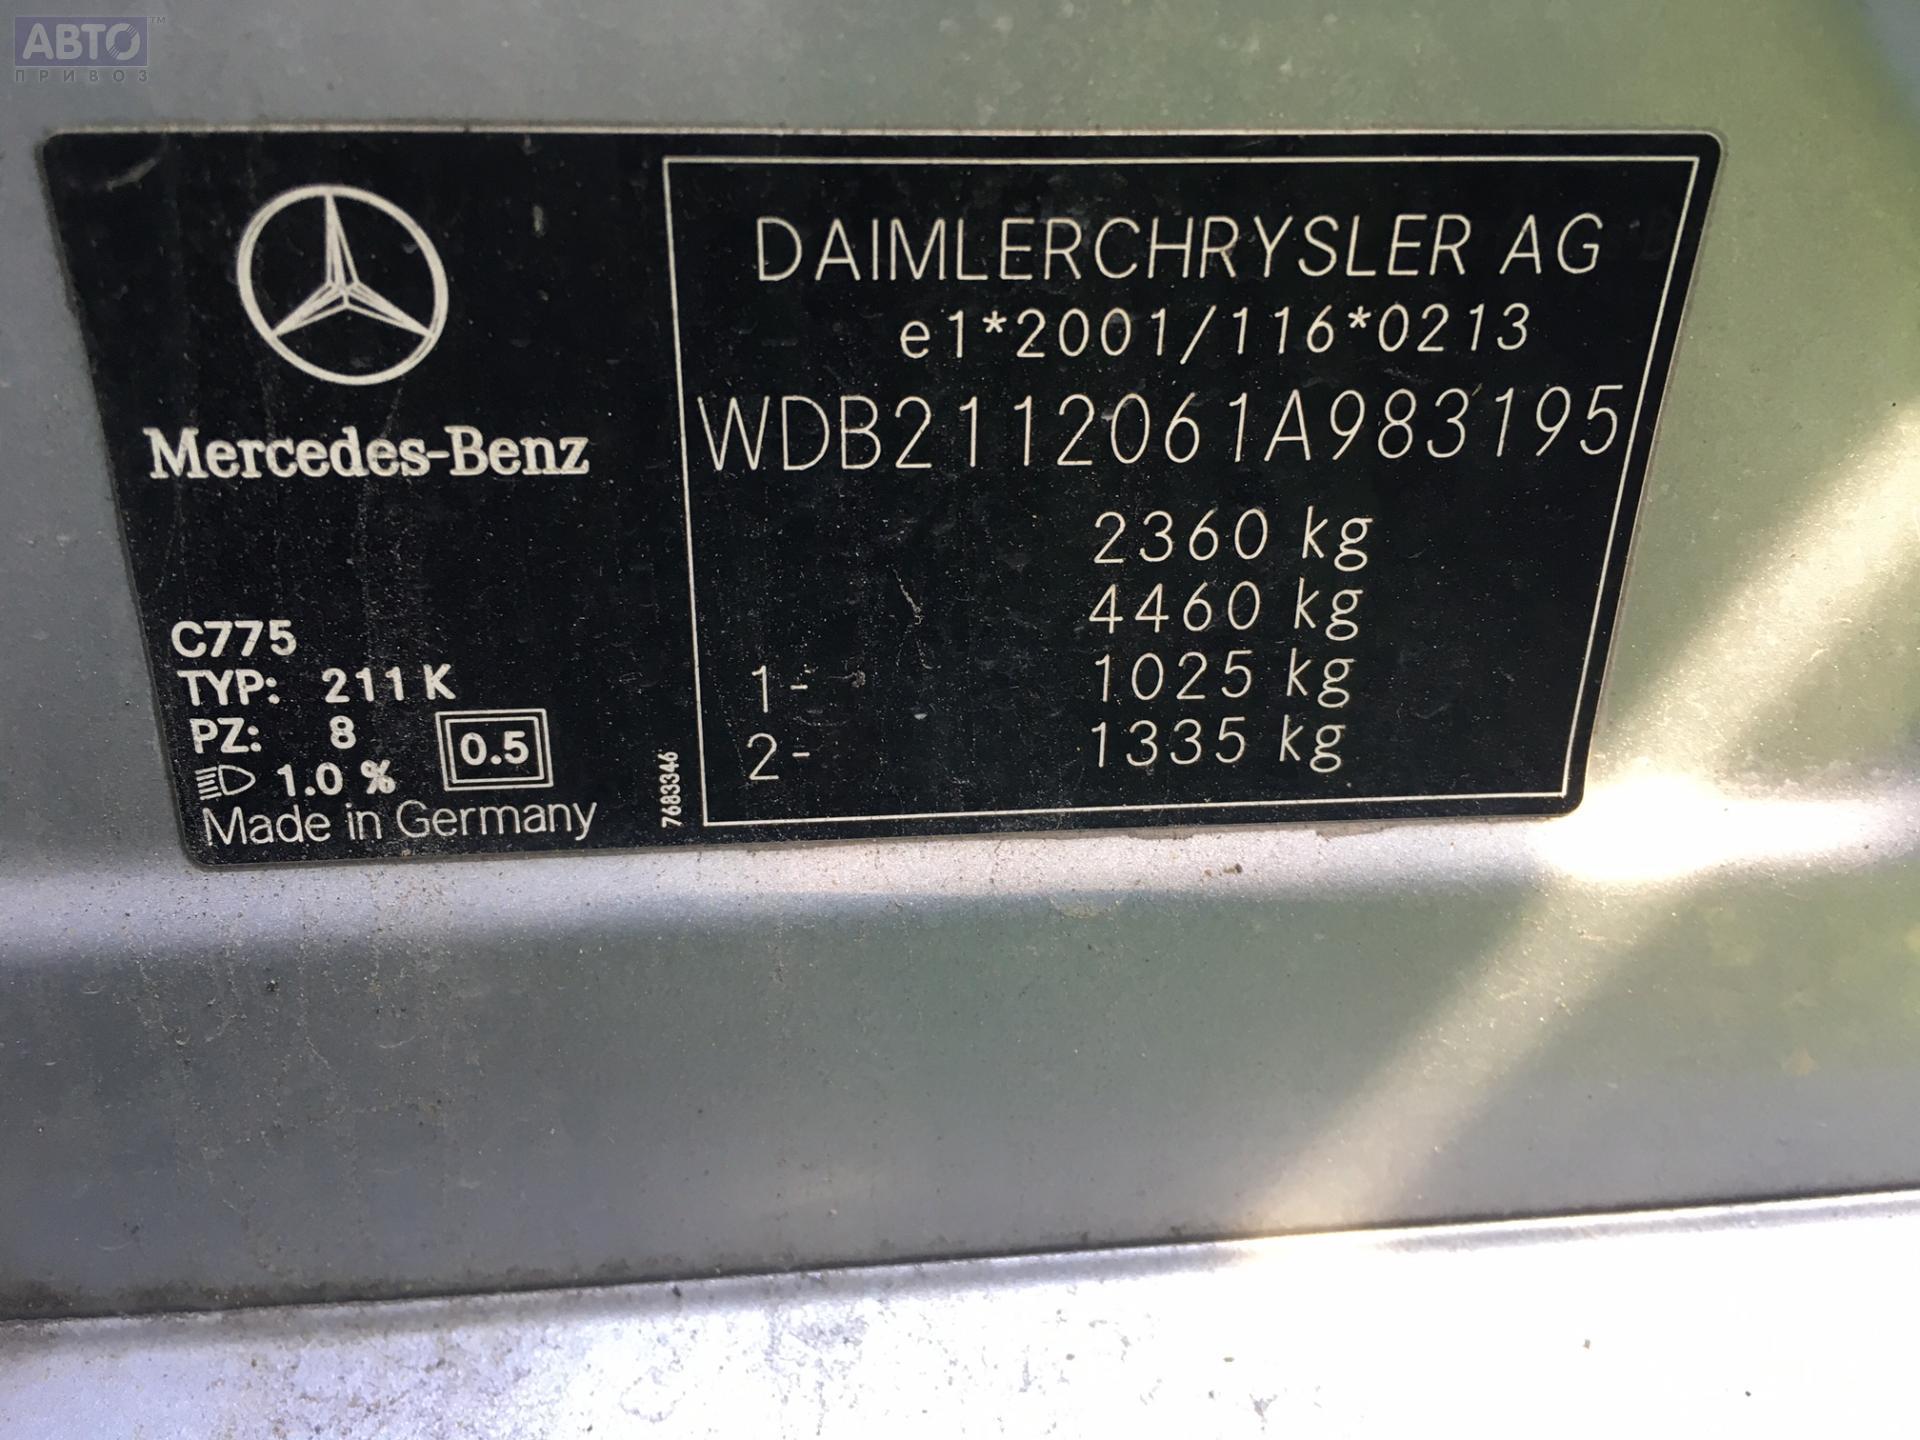 АВТО™
ПРИВОЗ
Mercedes-Benz
C775
TYP: 211 K
PZ: 8
1.0 %
0.5
Made in Germany
7683346
DAIMLERCHRYSLER AG
e1*2001/116*0213
WDB2112061A983195
2360 kg
4460 kg
1- 1025 kg
2- 1335 kg